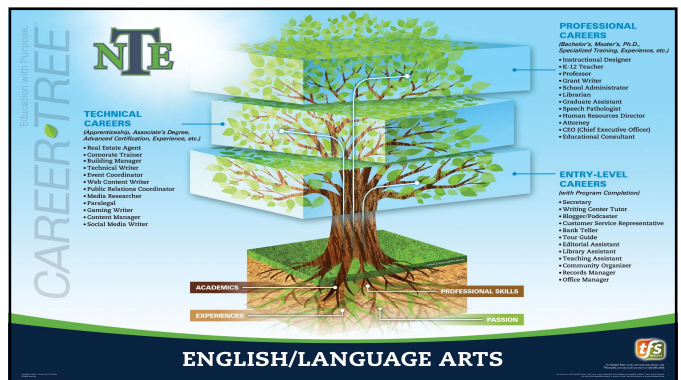 Education with Purpose
CAREER TREE
NTE
TECHNICAL
CAREERS
(Apprenticeship, Associate's Degree,
Advanced Certification, Experience, etc.)
• Real Estate Agent
• Corporate Trainer
• Building Manager
• Technical Writer
• Event Coordinator
• Web Content Writer
• Public Relations Coordinator
• Media Researcher
• Paralegal
• Gaming Writer
• Content Manager
• Social Media Writer
PROFESSIONAL
CAREERS
(Bachelor's, Master's, Ph.D.,
Specialized Training, Experience, etc.)
• Instructional Designer
• K-12 Teacher
• Professor
• Grant Writer
• School Administrator
• Librarian
• Graduate Assistant
• Speech Pathologist
• Human Resources Director
• Attorney
• CEO (Chief Executive Officer)
• Educational Consultant
ENTRY-LEVEL
CAREERS
(with Program Completion)
• Secretary
• Writing Center Tutor
• Blogger/Podcaster
• Customer Service Representative
• Bank Teller
• Tour Guide
• Editorial Assistant
• Library Assistant
• Teaching Assistant
• Community Organizer
• Records Manager
• Office Manager
ACADEMICS
PROFESSIONAL SKILLS
EXPERIENCES
PASSION
ENGLISH/LANGUAGE ARTS
tfs